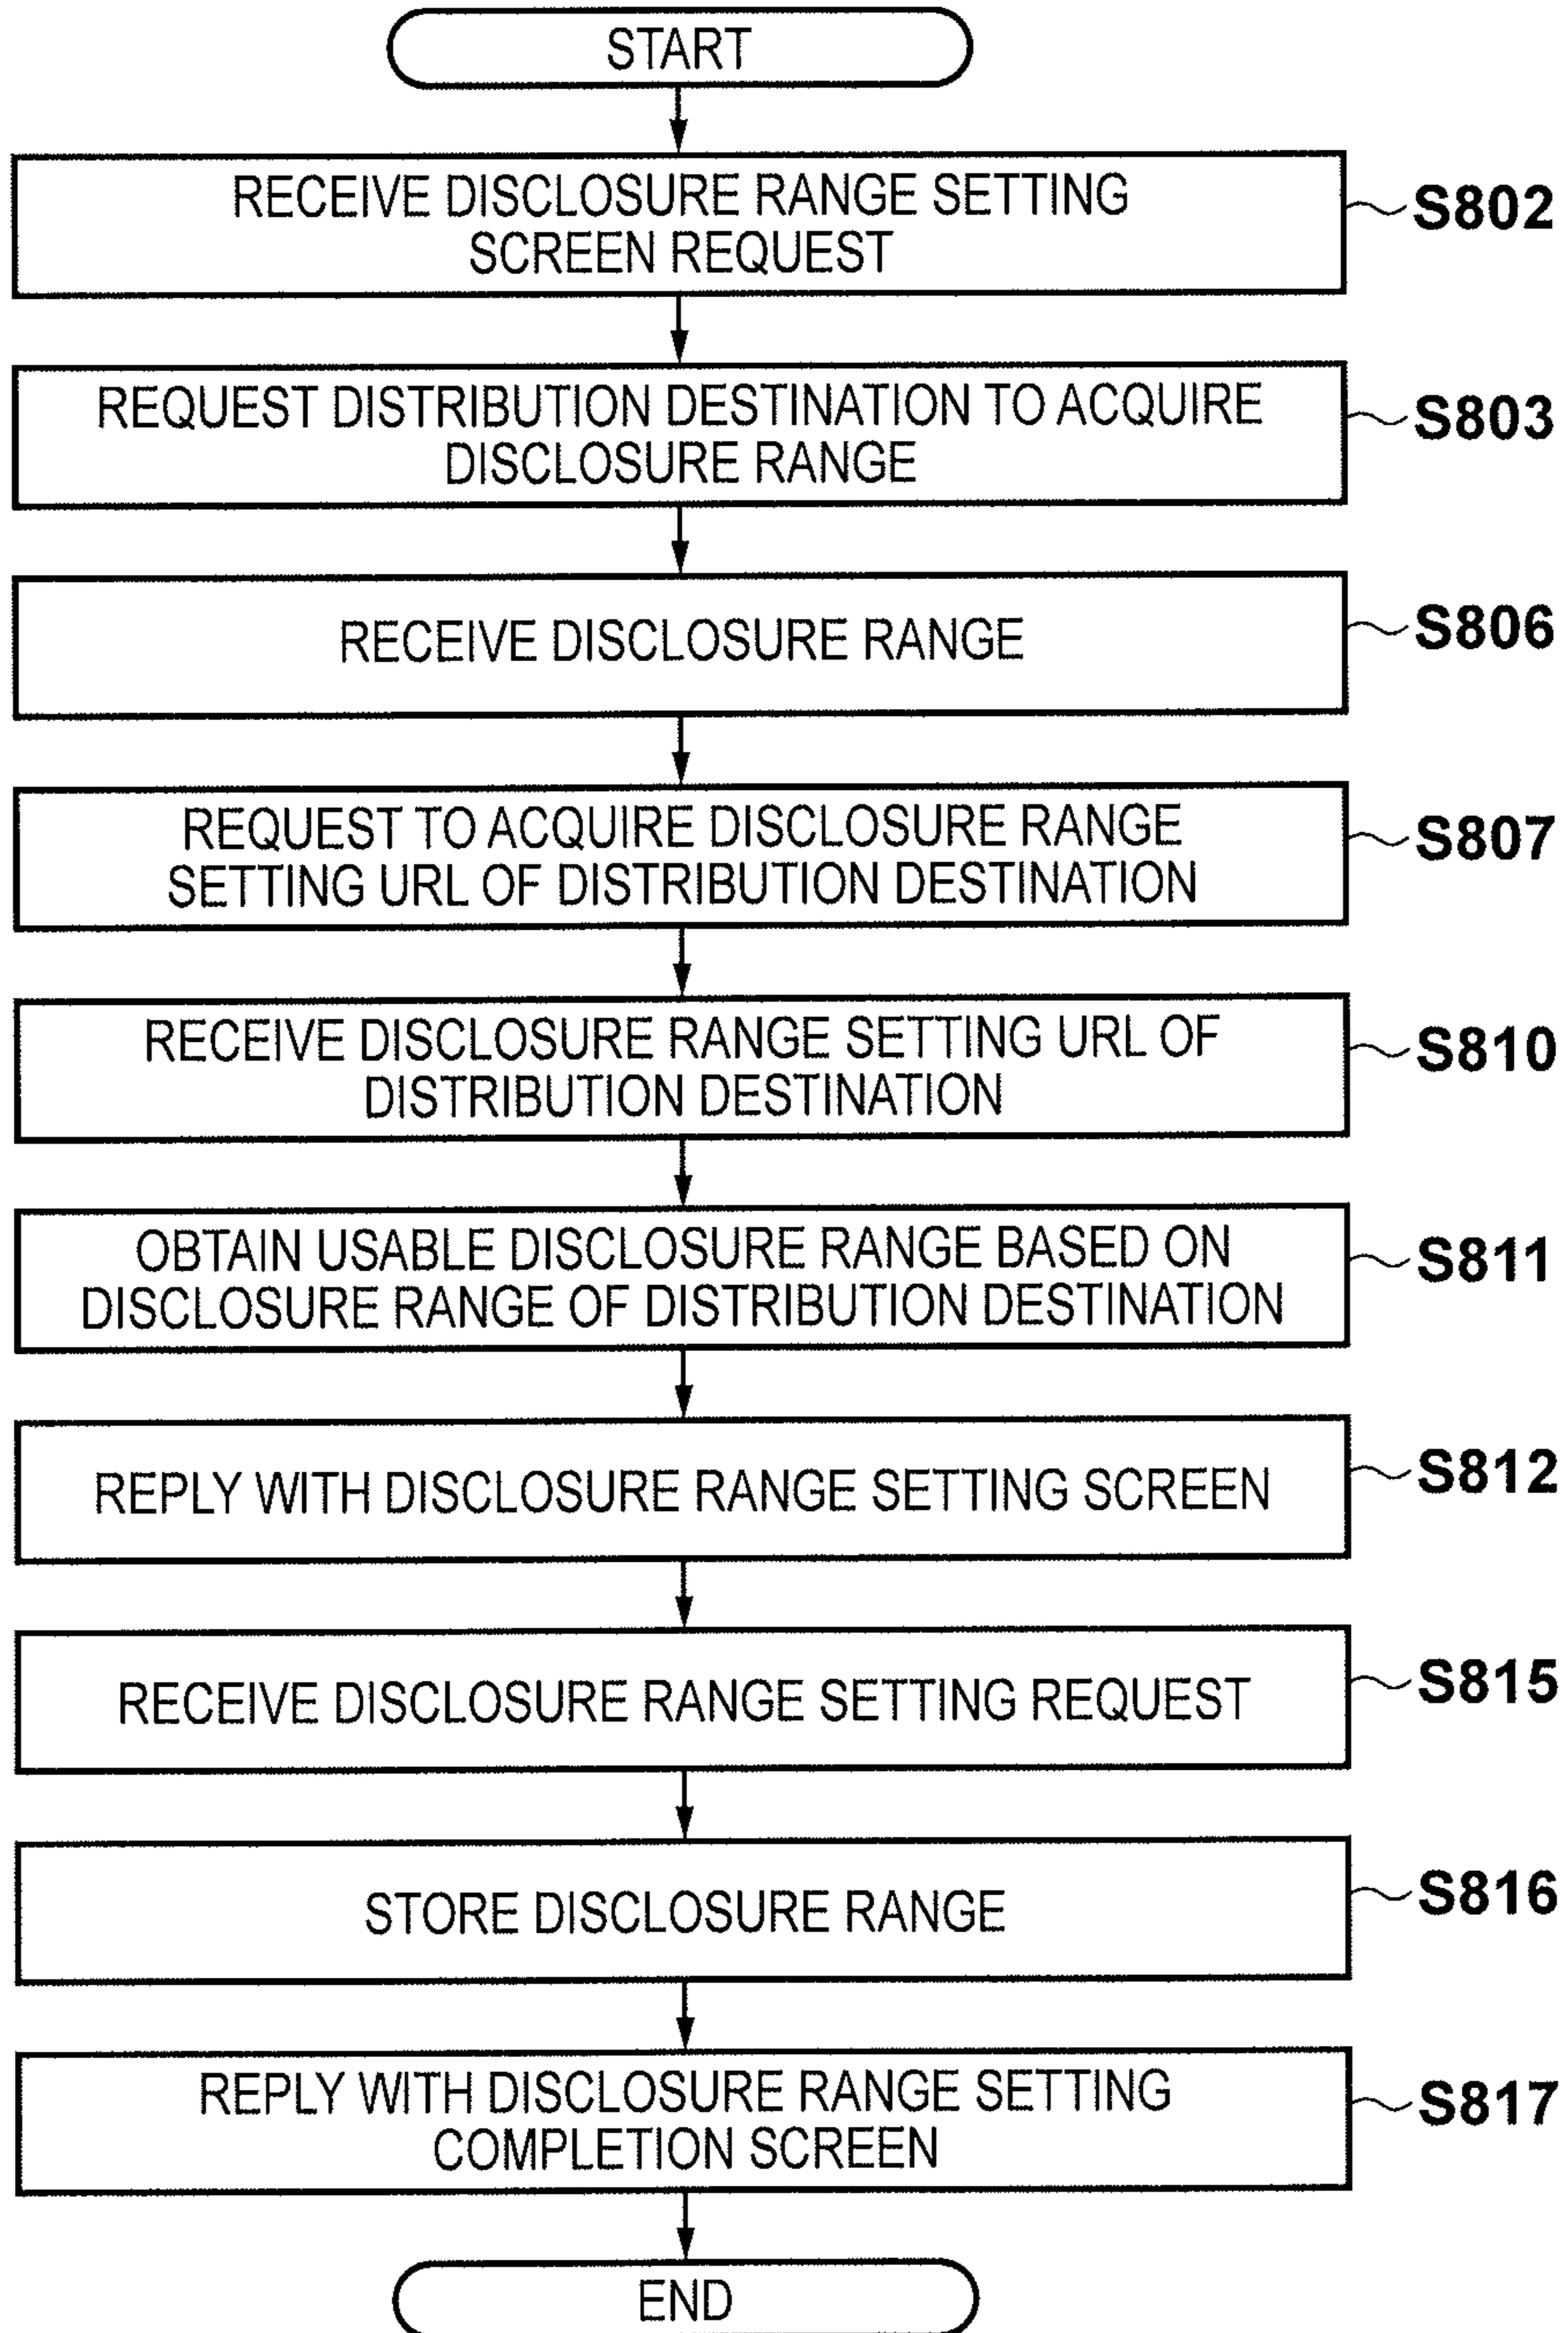 START
RECEIVE DISCLOSURE RANGE SETTING
SCREEN REQUEST
S802
REQUEST DISTRIBUTION DESTINATION TO ACQUIRE
DISCLOSURE RANGE
S803
RECEIVE DISCLOSURE RANGE
S806
REQUEST TO ACQUIRE DISCLOSURE RANGE
SETTING URL OF DISTRIBUTION DESTINATION
S807
RECEIVE DISCLOSURE RANGE SETTING URL OF
DISTRIBUTION DESTINATION
S810
OBTAIN USABLE DISCLOSURE RANGE BASED ON
DISCLOSURE RANGE OF DISTRIBUTION DESTINATION
S811
REPLY WITH DISCLOSURE RANGE SETTING SCREEN
S812
RECEIVE DISCLOSURE RANGE SETTING REQUEST
S815
STORE DISCLOSURE RANGE
S816
REPLY WITH DISCLOSURE RANGE SETTING
COMPLETION SCREEN
S817
END